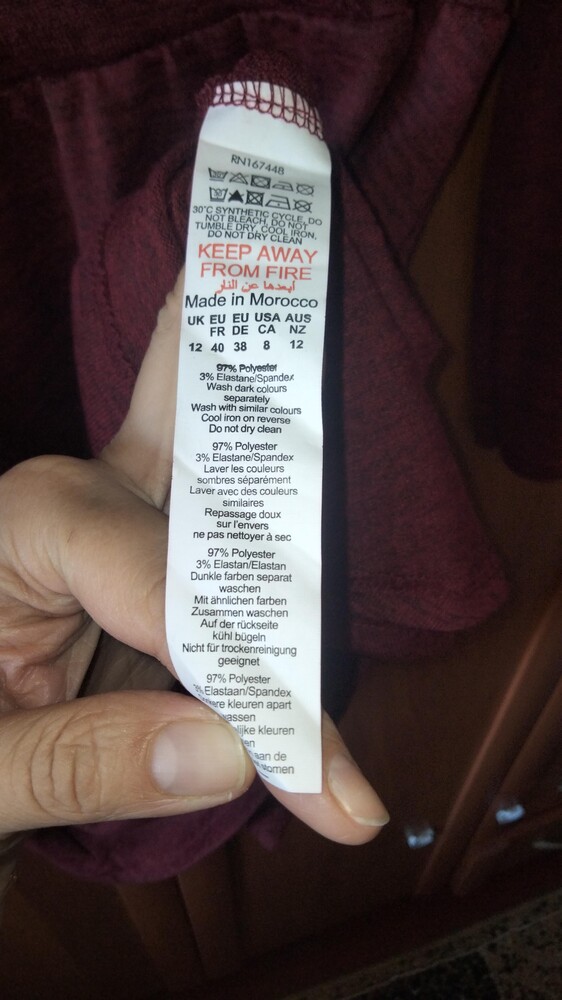 RN167448
30°C SYNTHETIC CYCLE, DO
NOT BLEACH, DO NOT
TUMBLE DRY, COOL IRON,
DO NOT DRY CLEAN
KEEP AWAY
FROM FIRE
أبعدها عن النار
Made in Morocco
UK EU EU USA AUS
FR DE CA NZ
12 40 38 8 12
97% Polyester
3% Elastane/Spandex
Wash dark colours
separately
Wash with similar colours
Cool iron on reverse
Do not dry clean
97% Polyester
3% Elastane/Spandex
Laver les couleurs
sombres séparément
Laver avec des couleurs
similaires
Repassage doux
sur l'envers
ne pas nettoyer à sec
97% Polyester
3% Elastan/Elastan
Dunkle farben separat
waschen
Mit ähnlichen farben
Zusammen waschen
Auf der rückseite
kühl bügeln
Nicht für trockenreinigung
geeignet
97% Polyester
Elastaan/Spandex
kleuren apart
kleuren
de